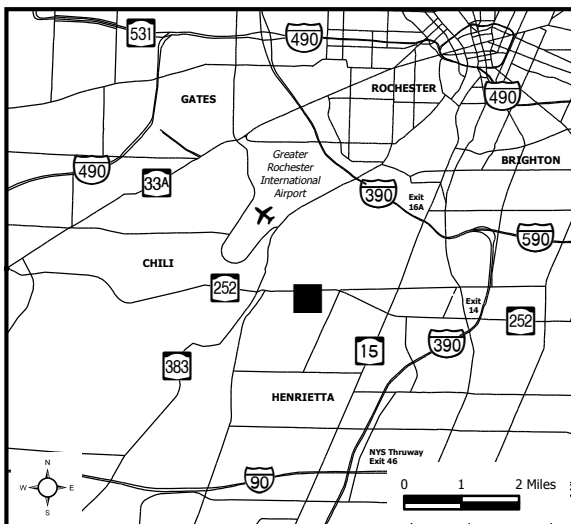 531
490
ROCHESTER
GATES
490
BRIGHTON
Greater
Rochester
International
Airport
490
33A
390
Exit
16A
590
CHILI
252
Exit
14
252
15
390
383
HENRIETTA
NYS Thruway
Exit 46
90
N
W
E
S
0 1 2 Miles